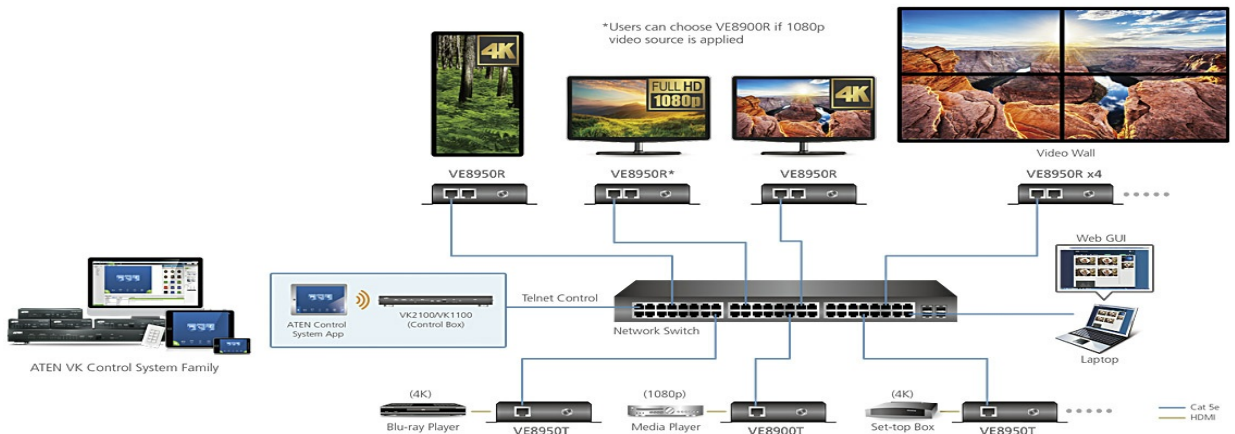 *Users can choose VE8900R if 1080p
video source is applied
4K
FULL HD
1080p
4K
Video Wall
VE8950R
VE8950R*
VE8950R
VE8950R x4
Web GUI
Telnet Control
ATEN Control
System App
VK2100/VK1100
(Control Box)
Network Switch
Laptop
ATEN VK Control System Family
(4K)
(1080p)
(4K)
Blu-ray Player
VE8950T
Media Player
VE8900T
Set-top Box
VE8950T
Cat 5e
HDMI